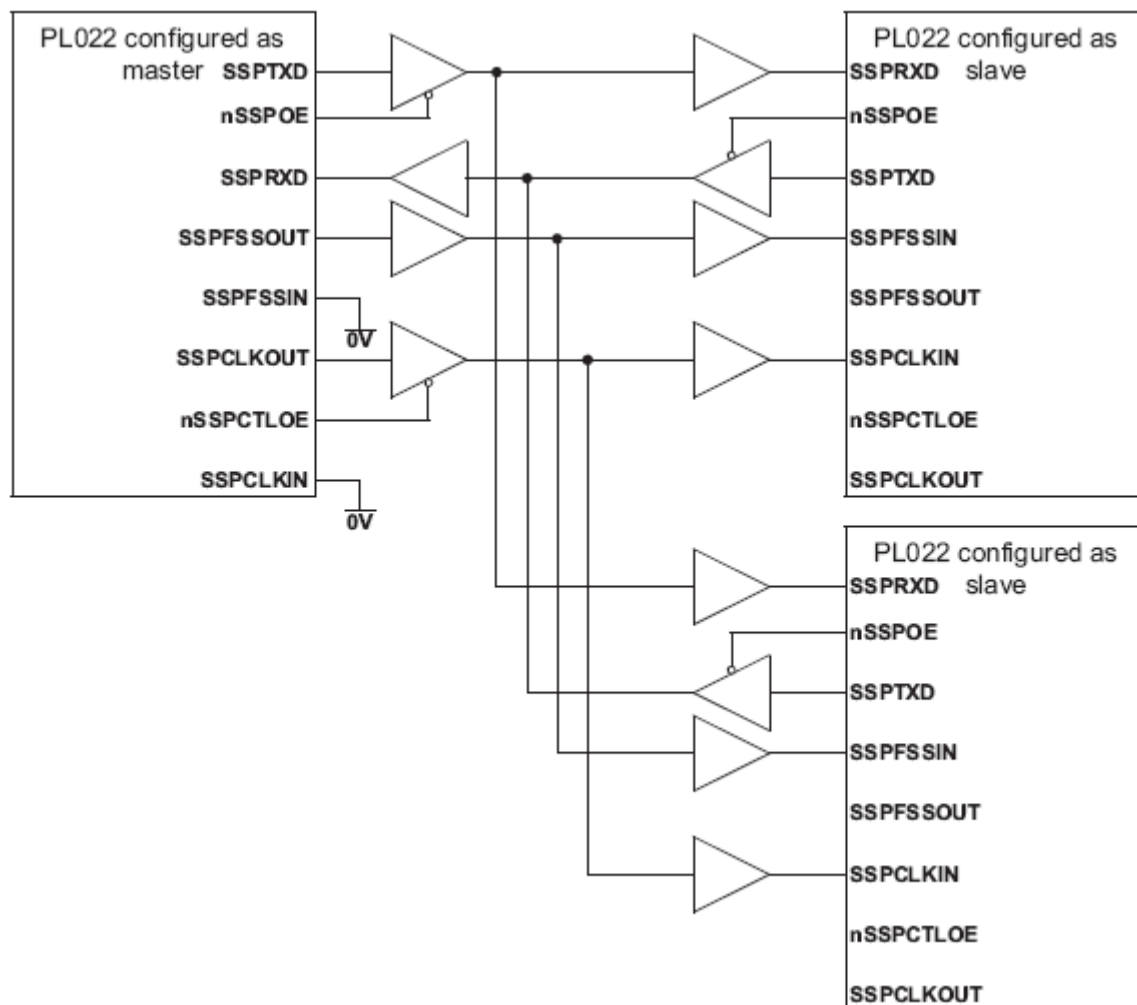 PL022 configured as
master SSPTXD
nSSPOE
SSPRXD
SSPFSSOUT
SSPFSSIN
0V
SSPCLKOUT
nSSPCTLOE
SSPCLKIN
0V
PL022 configured as
SSPRXD slave
nSSPOE
SSPTXD
SSPFSSIN
SSPFSSOUT
SSPCLKIN
nSSPCTLOE
SSPCLKOUT
PL022 configured as
SSPRXD slave
nSSPOE
SSPTXD
SSPFSSIN
SSPFSSOUT
SSPCLKIN
nSSPCTLOE
SSPCLKOUT